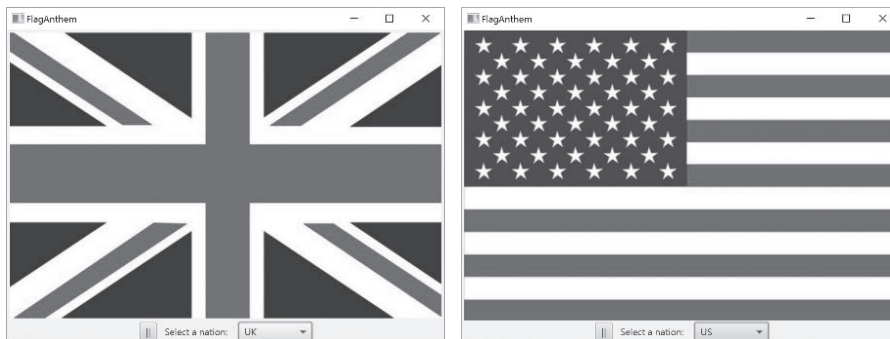 FlagAnthem
|| Select a nation: UK
FlagAnthem
|| Select a nation: US